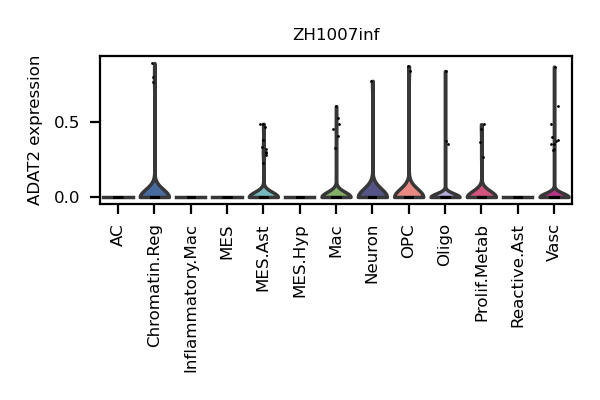 ZH1007inf
ADAT2 expression
0.5
0.0
AC
Chromatin.Reg
Inflammatory.Mac
MES
MES.Ast
MES.Hyp
Mac
Neuron
OPC
Oligo
Prolif.Metab
Reactive.Ast
Vasc